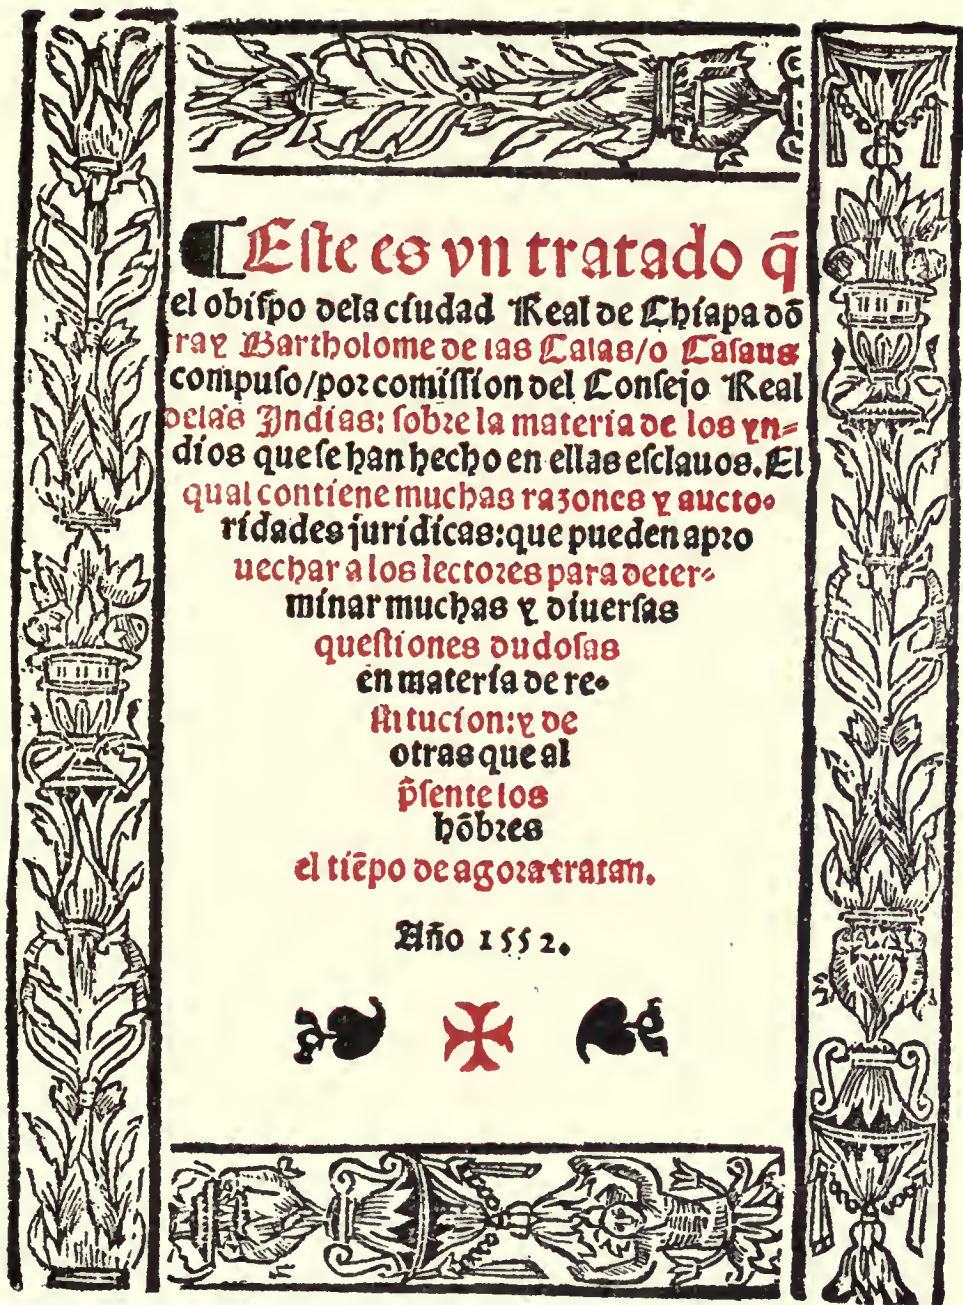 ¶Este es vn tratado q̄
el obiſpo dela ciudad Real de Chiapa dō
fray Bartholome de las Caſas/o Caſaus
compuſo/por comiſſion del Conſejo Real
delas Indias: ſobre la materia de los yn=
dios que ſe han hecho en ellas eſclauos. El
qual contiene muchas razones y aucto-
ridades juridicas: que pueden apro
uechar a los lectores para deter-
minar muchas y diuerſas
queſtiones dudoſas
en materia de re-
ſtitucion: y de
otras que al
p̄ſente los
hōbres
el tiēpo de agora tratan.
Año 1552.